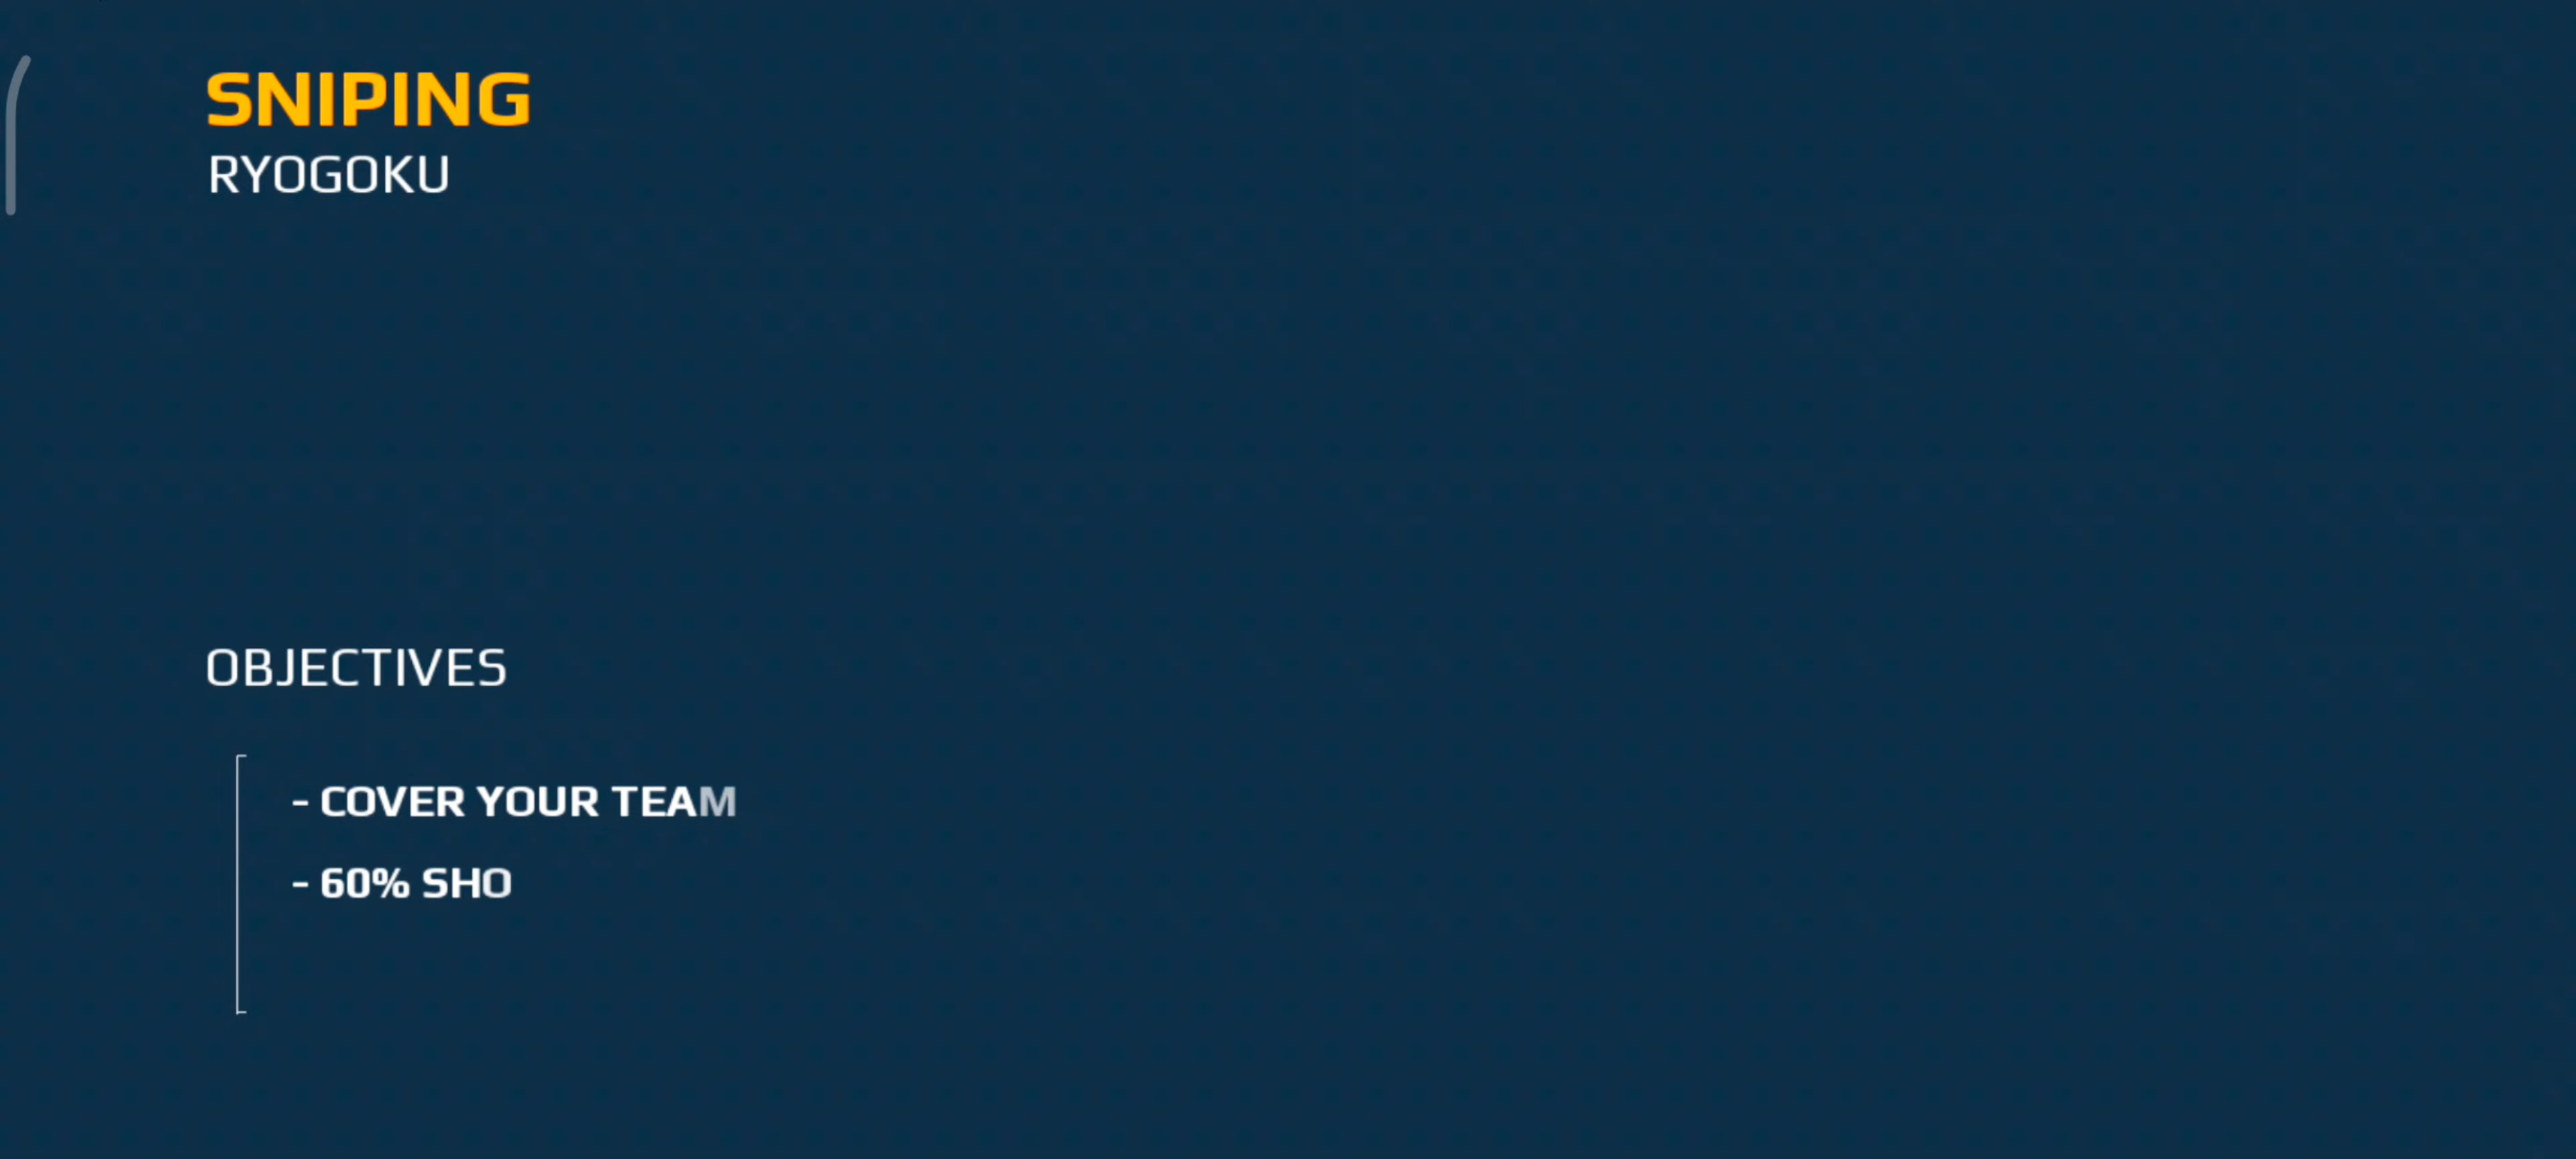 SNIPING
RYOGOKU
OBJECTIVES
- COVER YOUR TEAM
- 60% SHO